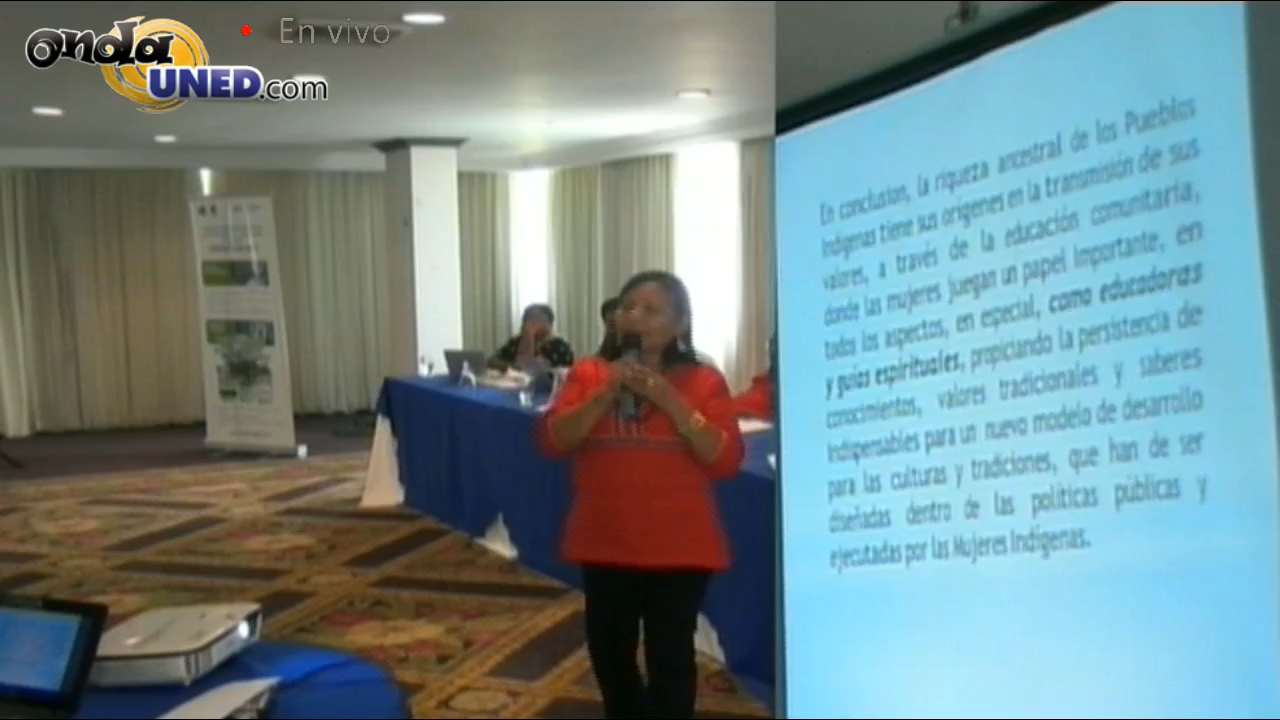 onda
UNED.com
En vivo
En conclusion, la riqueza ancestral de los Pueblos
Indigenas tiene sus orígenes en la transmisión de sus
valores, a través de la educación comunitaria,
donde las mujeres juegan un papel importante, en
todos los aspectos, en especial, como educadoras
y guias espirituales, propiciando la persistencia de
conocimientos, valores tradicionales y saberes
indispensables para un nuevo modelo de desarrollo
para las culturas y tradiciones, que han de ser
diseñadas dentro de las políticas públicas y
ejecutadas por las Mujeres Indígenas.